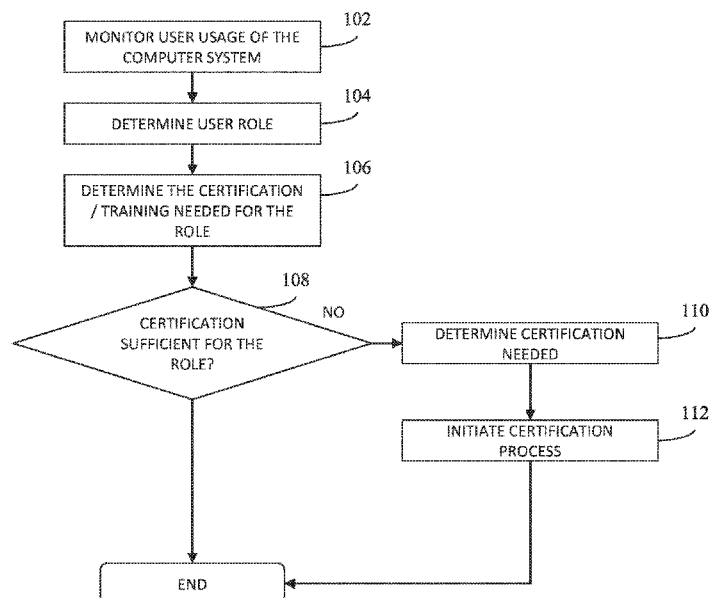 102
MONITOR USER USAGE OF THE
COMPUTER SYSTEM
104
DETERMINE USER ROLE
106
DETERMINE THE CERTIFICATION
/ TRAINING NEEDED FOR THE
ROLE
108
CERTIFICATION
SUFFICIENT FOR THE
ROLE?
NO
110
DETERMINE CERTIFICATION
NEEDED
112
INITIATE CERTIFICATION
PROCESS
END